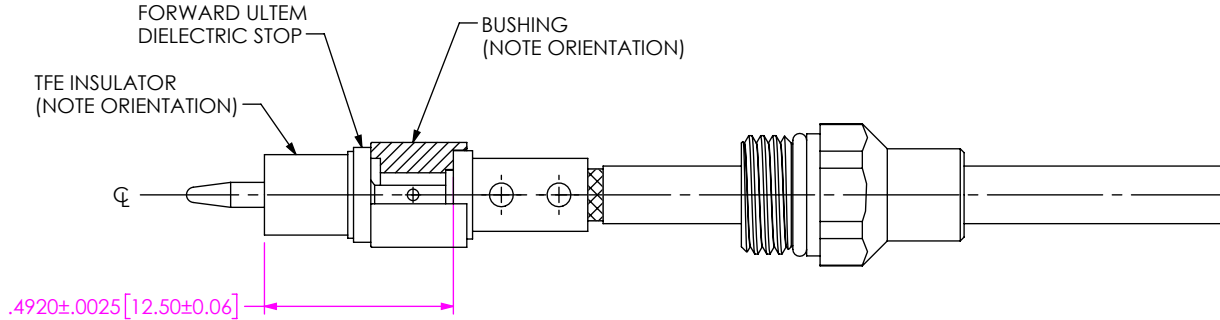 FORWARD ULTEM
DIELECTRIC STOP
BUSHING
(NOTE ORIENTATION)
TFE INSULATOR
(NOTE ORIENTATION)
℄
.4920±.0025[12.50±0.06]